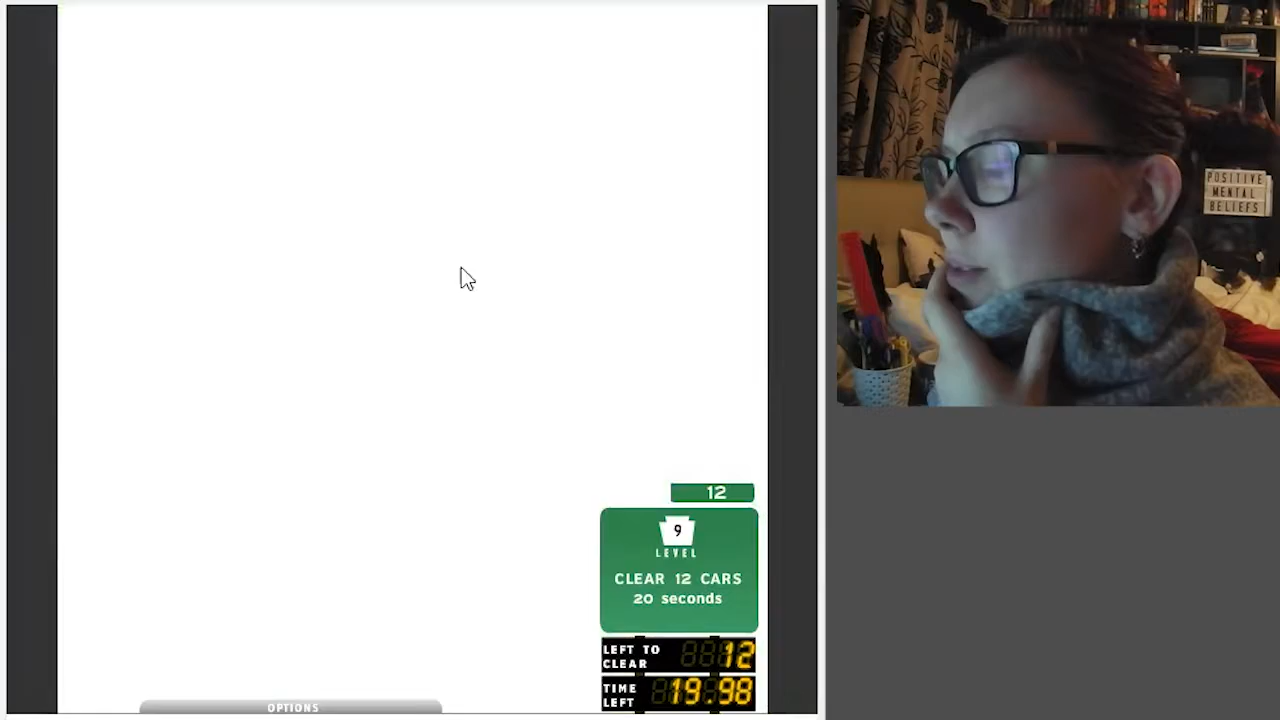 12
9
LEVEL
CLEAR 12 CARS
20 seconds
LEFT TO
CLEAR
12
TIME
LEFT
19.98
OPTIONS
POSITIVE
MENTAL
BELIEFS